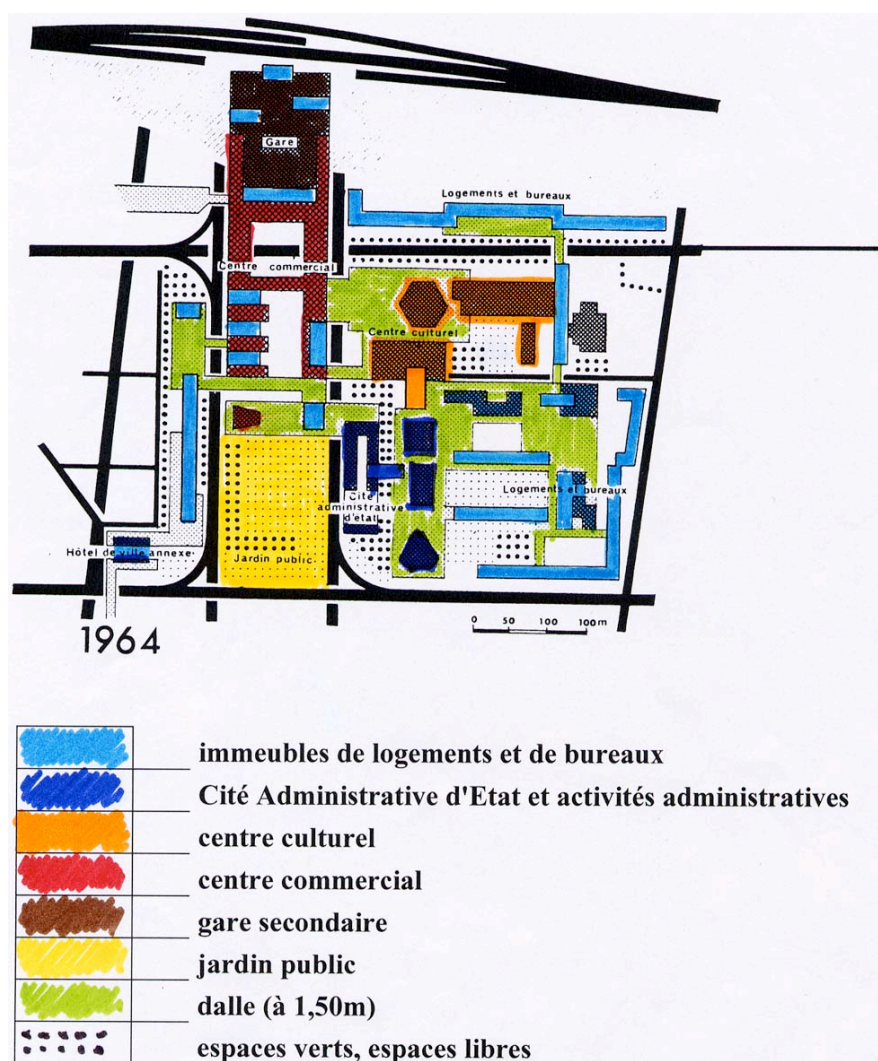 Gare
Logements et bureaux
Centre commercial
Centre culturel
Cité
administrative
d'état
Logements et bureaux
Hôtel de ville annexe
Jardin public
0 50 100 100m
1964
immeubles de logements et de bureaux
Cité Administrative d'Etat et activités administratives
centre culturel
centre commercial
gare secondaire
jardin public
dalle (à 1,50m)
espaces verts, espaces libres